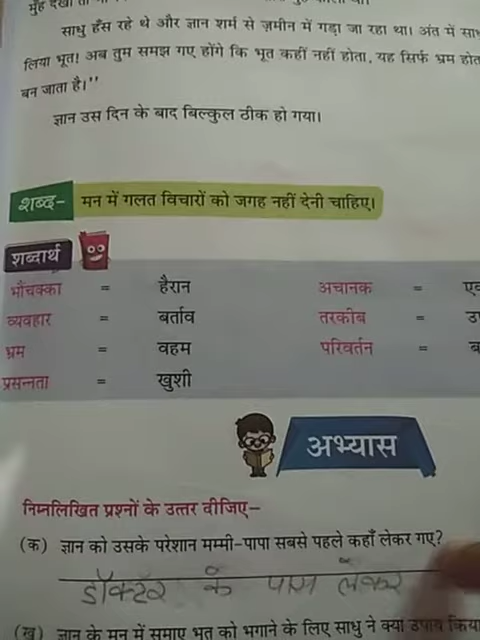 साधु हँस रहे थे और ज्ञान शर्म से ज़मीन में गड़ा जा रहा था। अंत में
लिया भूत! अब तुम समझ गए होंगे कि भूत कहीं नहीं होता, यह सिर्फ भ्रम
बन जाता है।''
ज्ञान उस दिन के बाद बिल्कुल ठीक हो गया।
शब्द- मन में गलत विचारों को जगह नहीं देनी चाहिए।
शब्दार्थ
भौंचक्का = हैरान अचानक =
व्यवहार = बर्ताव तरकीब =
भ्रम = वहम परिवर्तन =
प्रसन्नता = खुशी
अभ्यास
निम्नलिखित प्रश्नों के उत्तर दीजिए–
(क) ज्ञान को उसके परेशान मम्मी-पापा सबसे पहले कहाँ लेकर गए?
डॉक्टर के पास लेकर
(ख) ज्ञान के मन में समाए भूत को भगाने के लिए साधु ने क्या उपाय